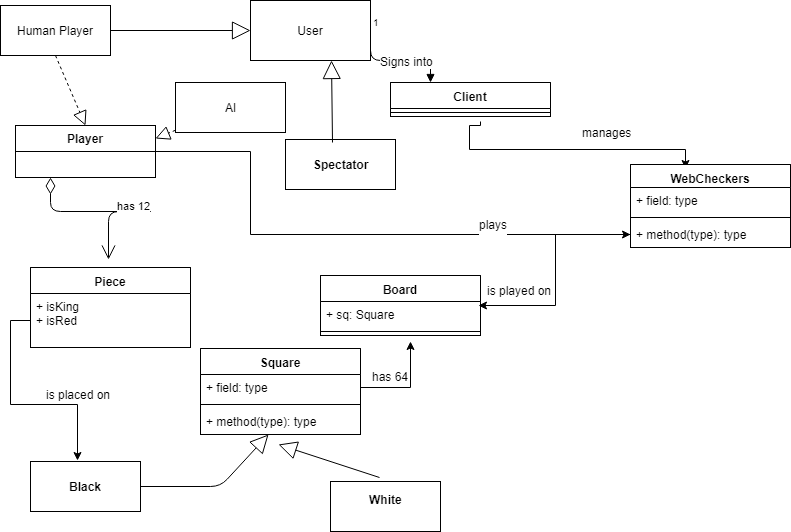 Human Player
User
1
Signs into
Client
AI
Player
manages
Spectator
WebCheckers
+ field: type
+ method(type): type
has 12
plays
Piece
+ isKing
+ isRed
Board
+ sq: Square
is played on
Square
+ field: type
+ method(type): type
has 64
is placed on
Black
White